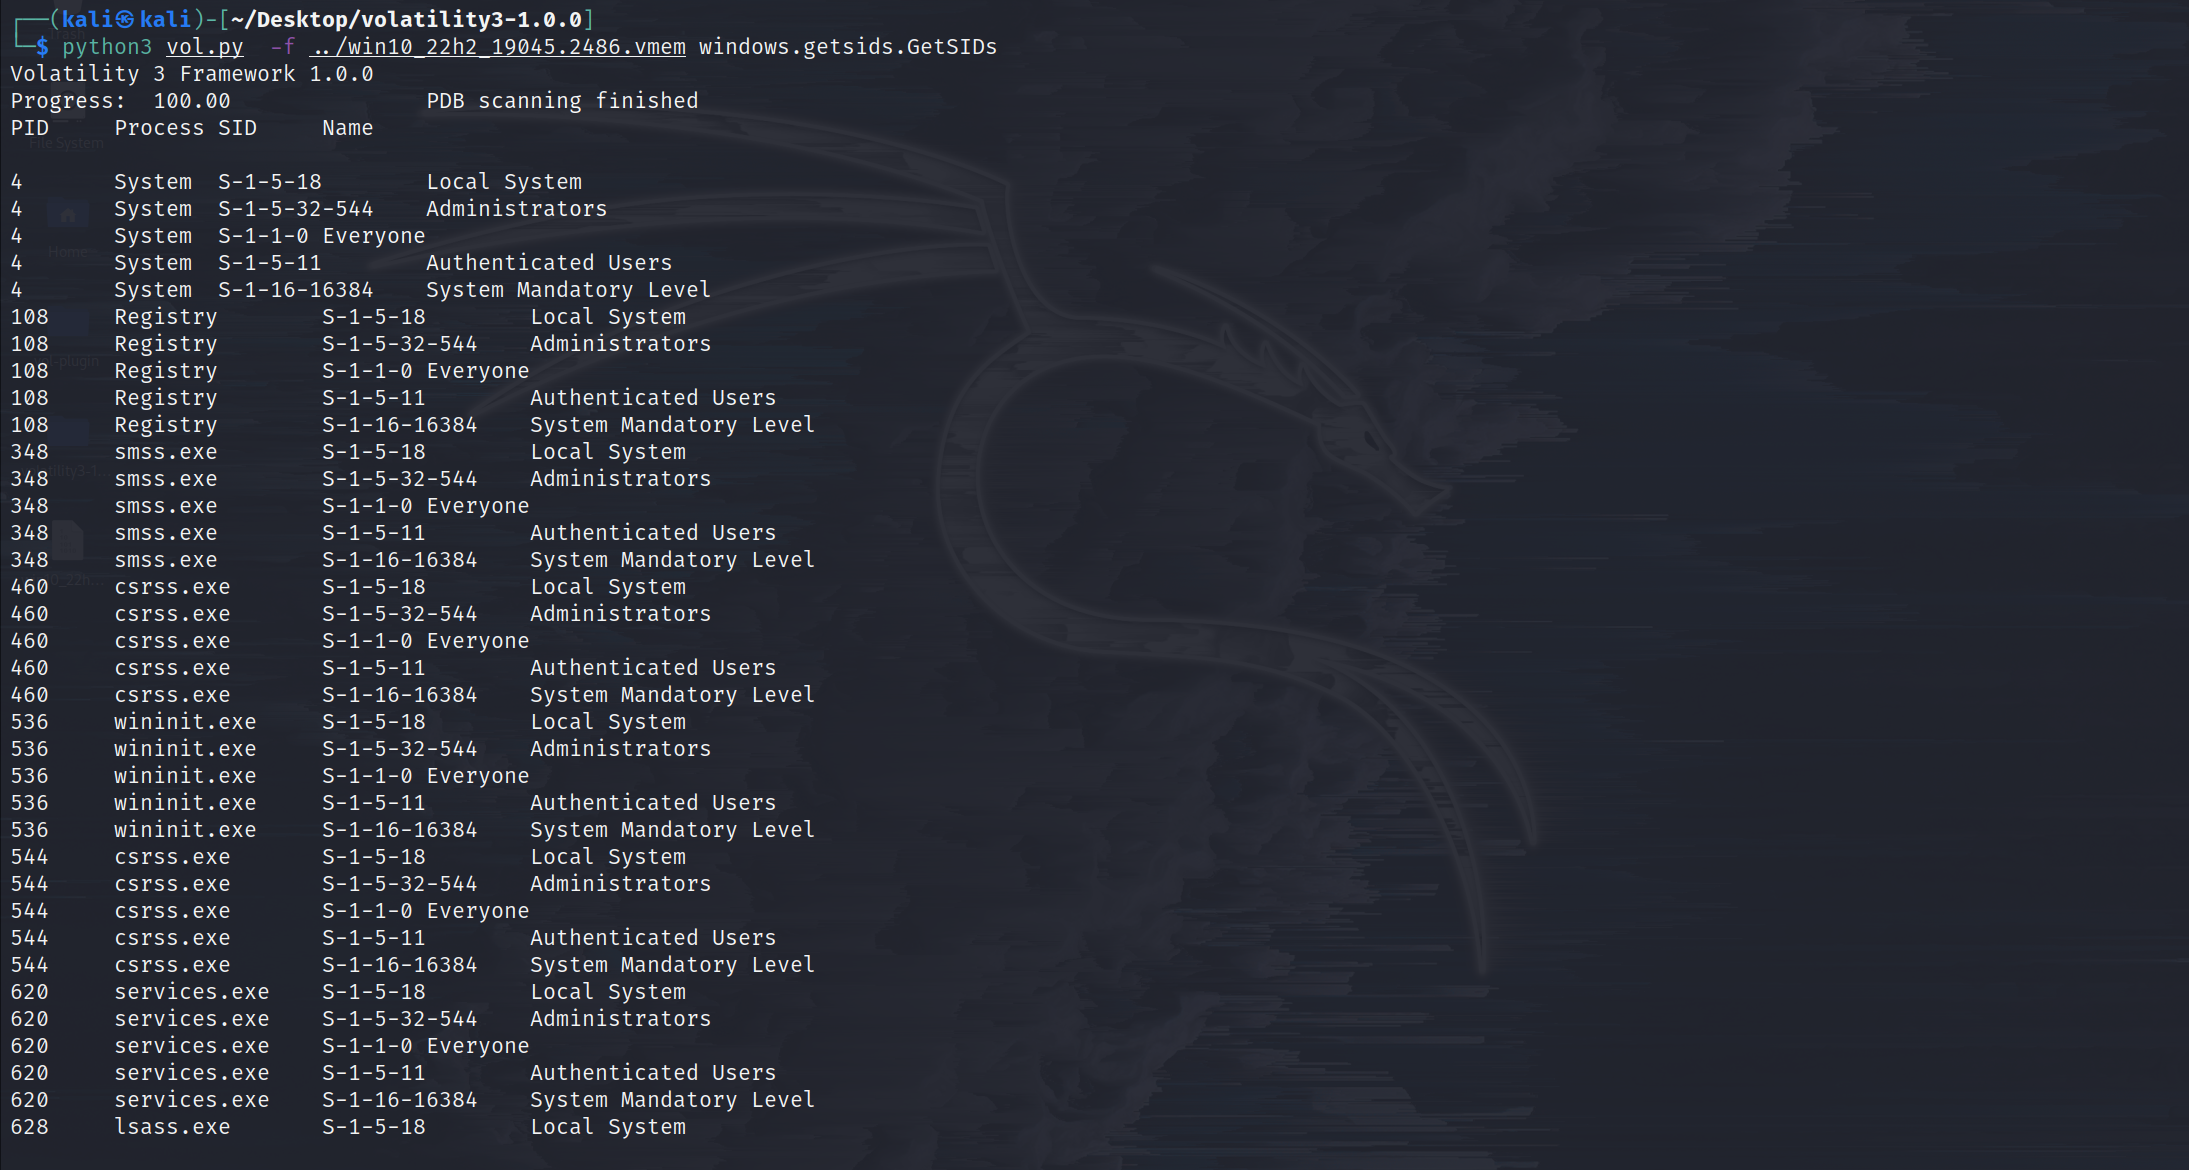 ┌──(kali㉿kali)-[~/Desktop/volatility3-1.0.0]
└─$ python3 vol.py  -f ../win10_22h2_19045.2486.vmem windows.getsids.GetSIDs
Volatility 3 Framework 1.0.0
Progress:  100.00               PDB scanning finished
PID     Process SID     Name
File System
4       System  S-1-5-18        Local System
4       System  S-1-5-32-544    Administrators
4       System  S-1-1-0 Everyone
Home
4       System  S-1-5-11        Authenticated Users
4       System  S-1-16-16384    System Mandatory Level
108     Registry        S-1-5-18        Local System
108     Registry        S-1-5-32-544    Administrators
108     Registry        S-1-1-0 Everyone
108     Registry        S-1-5-11        Authenticated Users
108     Registry        S-1-16-16384    System Mandatory Level
348     smss.exe        S-1-5-18        Local System
348     smss.exe        S-1-5-32-544    Administrators
348     smss.exe        S-1-1-0 Everyone
348     smss.exe        S-1-5-11        Authenticated Users
348     smss.exe        S-1-16-16384    System Mandatory Level
460     csrss.exe       S-1-5-18        Local System
460     csrss.exe       S-1-5-32-544    Administrators
460     csrss.exe       S-1-1-0 Everyone
460     csrss.exe       S-1-5-11        Authenticated Users
460     csrss.exe       S-1-16-16384    System Mandatory Level
536     wininit.exe     S-1-5-18        Local System
536     wininit.exe     S-1-5-32-544    Administrators
536     wininit.exe     S-1-1-0 Everyone
536     wininit.exe     S-1-5-11        Authenticated Users
536     wininit.exe     S-1-16-16384    System Mandatory Level
544     csrss.exe       S-1-5-18        Local System
544     csrss.exe       S-1-5-32-544    Administrators
544     csrss.exe       S-1-1-0 Everyone
544     csrss.exe       S-1-5-11        Authenticated Users
544     csrss.exe       S-1-16-16384    System Mandatory Level
620     services.exe    S-1-5-18        Local System
620     services.exe    S-1-5-32-544    Administrators
620     services.exe    S-1-1-0 Everyone
620     services.exe    S-1-5-11        Authenticated Users
620     services.exe    S-1-16-16384    System Mandatory Level
628     lsass.exe       S-1-5-18        Local System